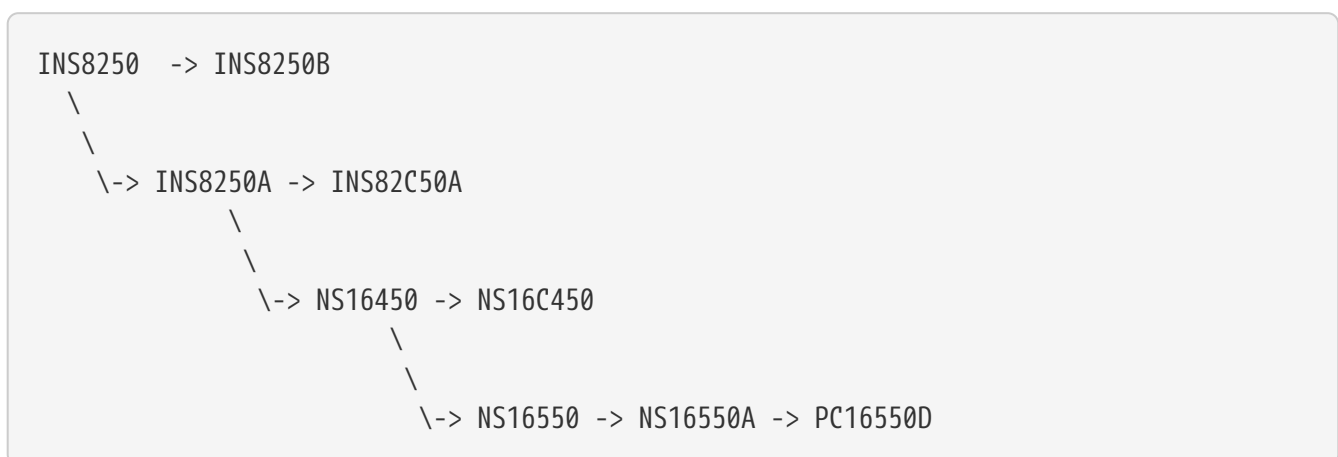 INS8250  -> INS8250B
  \
   \
    \-> INS8250A -> INS82C50A
             \
              \
               \-> NS16450 -> NS16C450
                        \
                         \
                          \-> NS16550 -> NS16550A -> PC16550D